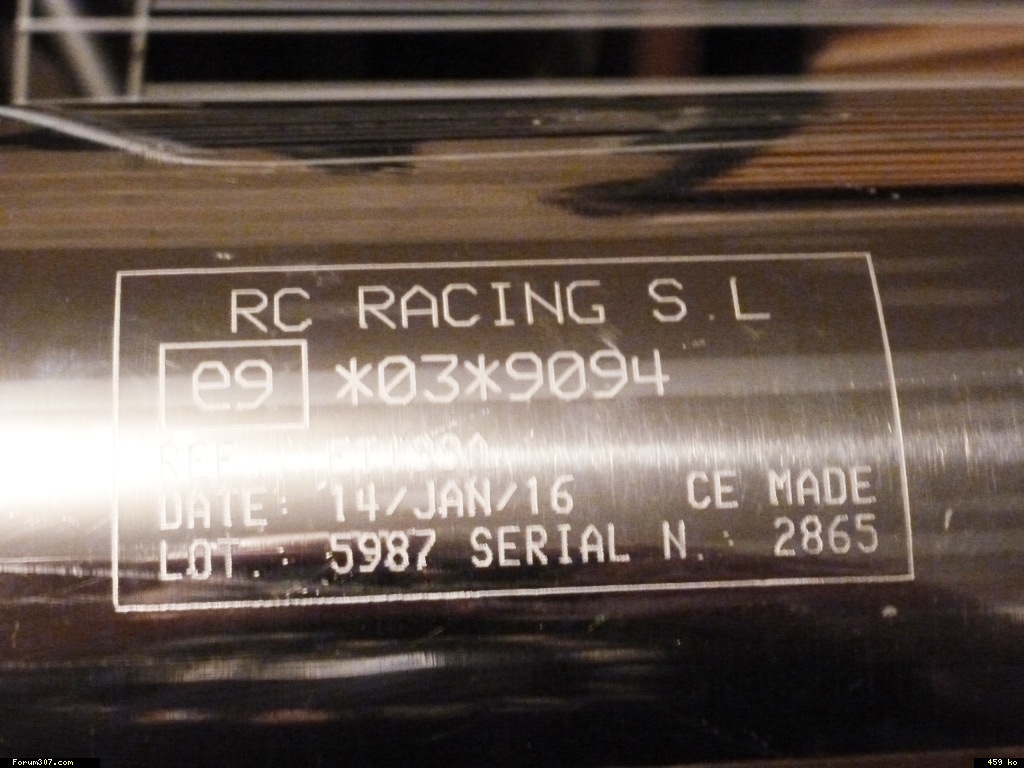 RC RACING S.L
e9 *03*9094
REF.:
DATE: 14/JAN/16 CE MADE
LOT.: 5987 SERIAL N.: 2865
Forum307.com 459 ko